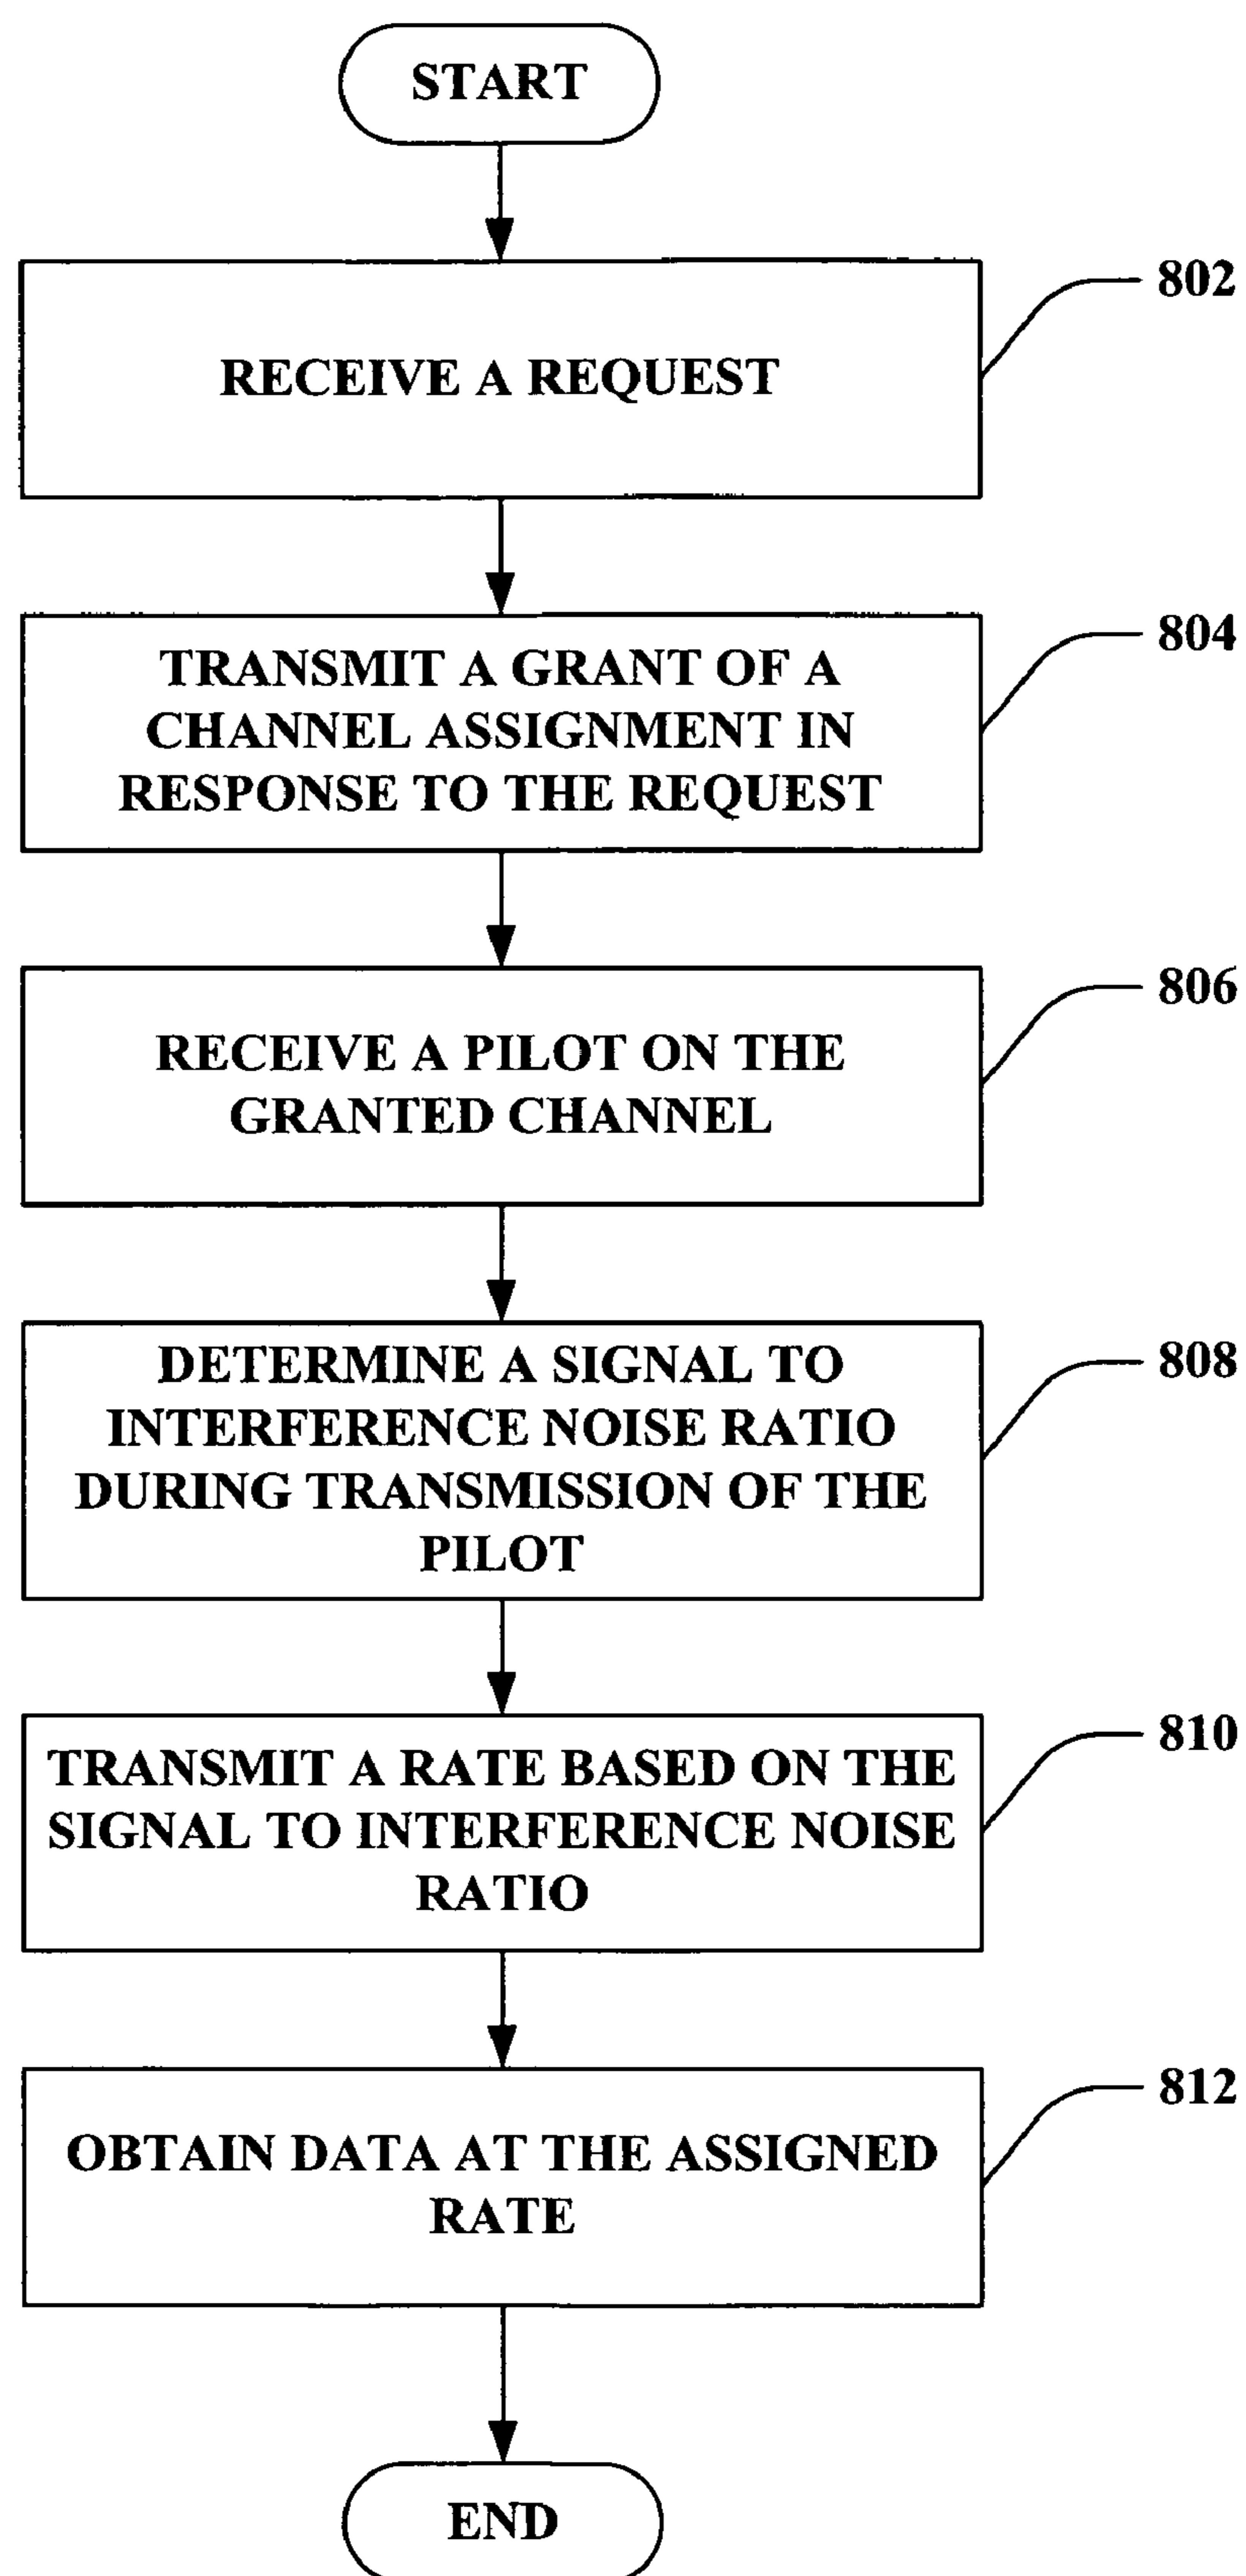 START
802
RECEIVE A REQUEST
804
TRANSMIT A GRANT OF A
CHANNEL ASSIGNMENT IN
RESPONSE TO THE REQUEST
806
RECEIVE A PILOT ON THE
GRANTED CHANNEL
808
DETERMINE A SIGNAL TO
INTERFERENCE NOISE RATIO
DURING TRANSMISSION OF THE
PILOT
810
TRANSMIT A RATE BASED ON THE
SIGNAL TO INTERFERENCE NOISE
RATIO
812
OBTAIN DATA AT THE ASSIGNED
RATE
END